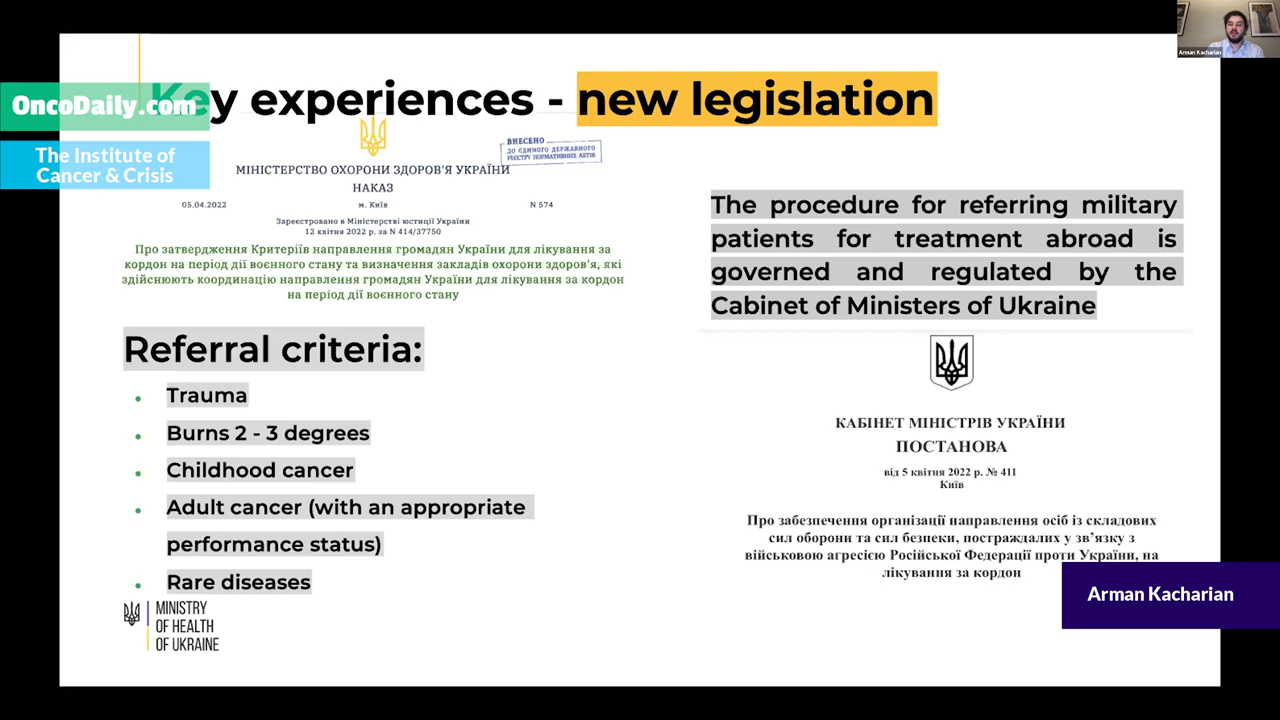 Key experiences - new legislation
OncoDaily.com
The Institute of
Cancer & Crisis
Arman Kacharian
ВНЕСЕНО
ДО ЄДИНОГО ДЕРЖАВНОГО
РЕЄСТРУ НОРМАТИВНИХ АКТІВ
МІНІСТЕРСТВО ОХОРОНИ ЗДОРОВ'Я УКРАЇНИ
НАКАЗ
05.04.2022 м. Київ N 574
Зареєстровано в Міністерстві юстиції України
12 квітня 2022 р. за N 414/37750
Про затвердження Критеріїв направлення громадян України для лікування за
кордон на період дії воєнного стану та визначення закладів охорони здоров'я, які
здійснюють координацію направлення громадян України для лікування за кордон
на період дії воєнного стану
Referral criteria:
Trauma
Burns 2 - 3 degrees
Childhood cancer
Adult cancer (with an appropriate
performance status)
Rare diseases
MINISTRY
OF HEALTH
OF UKRAINE
The procedure for referring military
patients for treatment abroad is
governed and regulated by the
Cabinet of Ministers of Ukraine
КАБІНЕТ МІНІСТРІВ УКРАЇНИ
ПОСТАНОВА
від 5 квітня 2022 р. № 411
Київ
Про забезпечення організації направлення осіб із складових
сил оборони та сил безпеки, постраждалих у зв’язку з
військовою агресією Російської Федерації проти України, на
лікування за кордон
Arman Kacharian